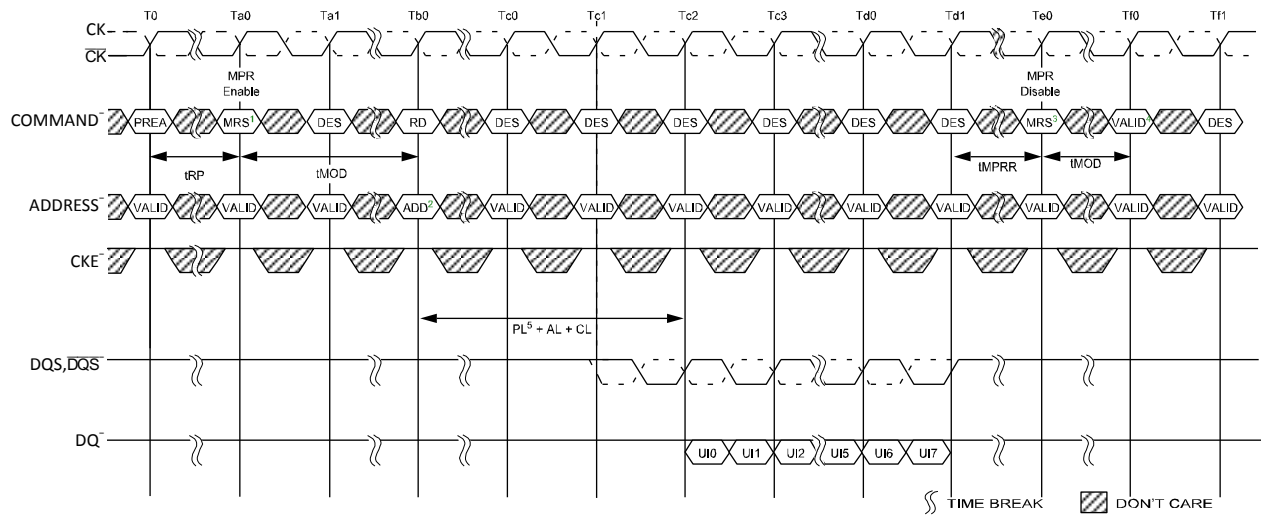 T0 Ta0 Ta1 Tb0 Tc0 Tc1 Tc2 Tc3 Td0 Td1 Te0 Tf0 Tf1
CK
CK
MPR Enable
MPR Disable
COMMAND PREA MRS1 DES RD DES DES DES DES DES DES MRS3 VALID4 DES
tRP tMOD tMPRR tMOD
ADDRESS VALID VALID VALID ADD2 VALID VALID VALID VALID VALID VALID VALID VALID VALID
CKE
PL5 + AL + CL
DQS,DQS
DQ UI0 UI1 UI2 UI5 UI6 UI7
TIME BREAK DON'T CARE